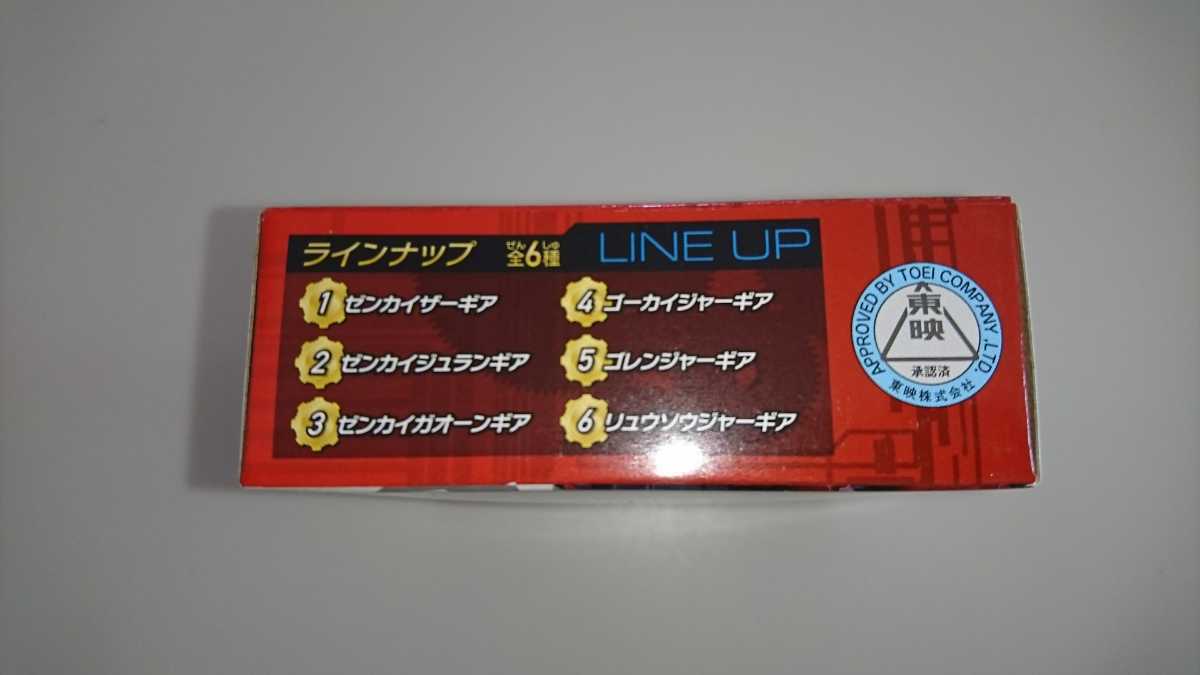 ラインナップ 全6種 LINE UP
ぜん しゅ
1 ゼンカイザーギア
2 ゼンカイジュランギア
3 ゼンカイガオーンギア
4 ゴーカイジャーギア
5 ゴレンジャーギア
6 リュウソウジャーギア
APPROVED BY TOEI COMPANY,LTD.
東映
承認済
東映株式会社